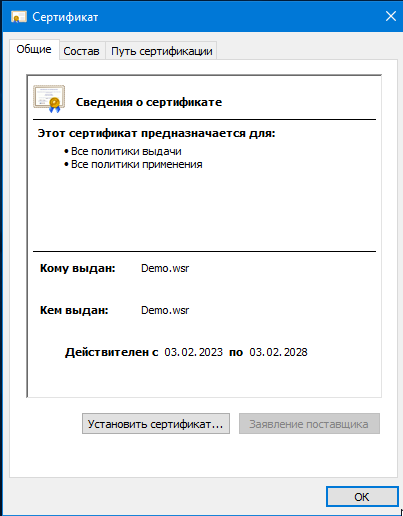 Сертификат
Общие Состав Путь сертификации
Сведения о сертификате
Этот сертификат предназначается для:
• Все политики выдачи
• Все политики применения
Кому выдан: Demo.wsr
Кем выдан: Demo.wsr
Действителен с 03.02.2023 по 03.02.2028
Установить сертификат... Заявление поставщика
OK